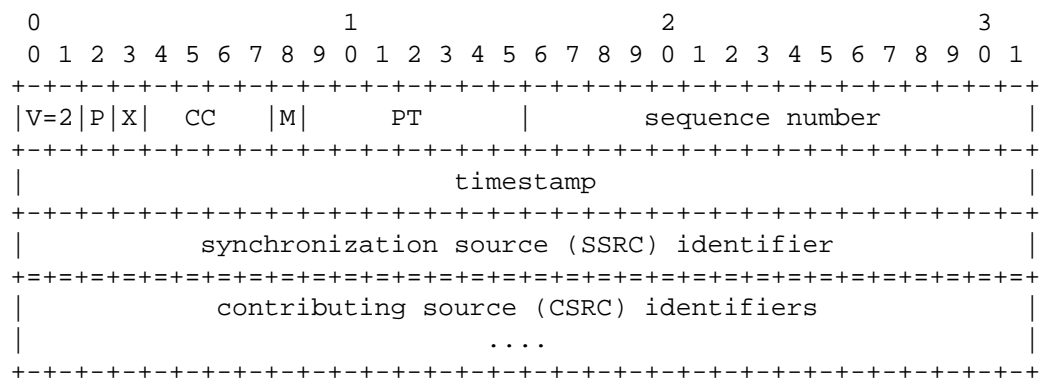 0                   1                   2                   3
 0 1 2 3 4 5 6 7 8 9 0 1 2 3 4 5 6 7 8 9 0 1 2 3 4 5 6 7 8 9 0 1
+-+-+-+-+-+-+-+-+-+-+-+-+-+-+-+-+-+-+-+-+-+-+-+-+-+-+-+-+-+-+-+-+
|V=2|P|X|  CC   |M|     PT      |       sequence number         |
+-+-+-+-+-+-+-+-+-+-+-+-+-+-+-+-+-+-+-+-+-+-+-+-+-+-+-+-+-+-+-+-+
|                           timestamp                           |
+-+-+-+-+-+-+-+-+-+-+-+-+-+-+-+-+-+-+-+-+-+-+-+-+-+-+-+-+-+-+-+-+
|           synchronization source (SSRC) identifier            |
+=+=+=+=+=+=+=+=+=+=+=+=+=+=+=+=+=+=+=+=+=+=+=+=+=+=+=+=+=+=+=+=+
|            contributing source (CSRC) identifiers             |
|                             ....                              |
+-+-+-+-+-+-+-+-+-+-+-+-+-+-+-+-+-+-+-+-+-+-+-+-+-+-+-+-+-+-+-+-+